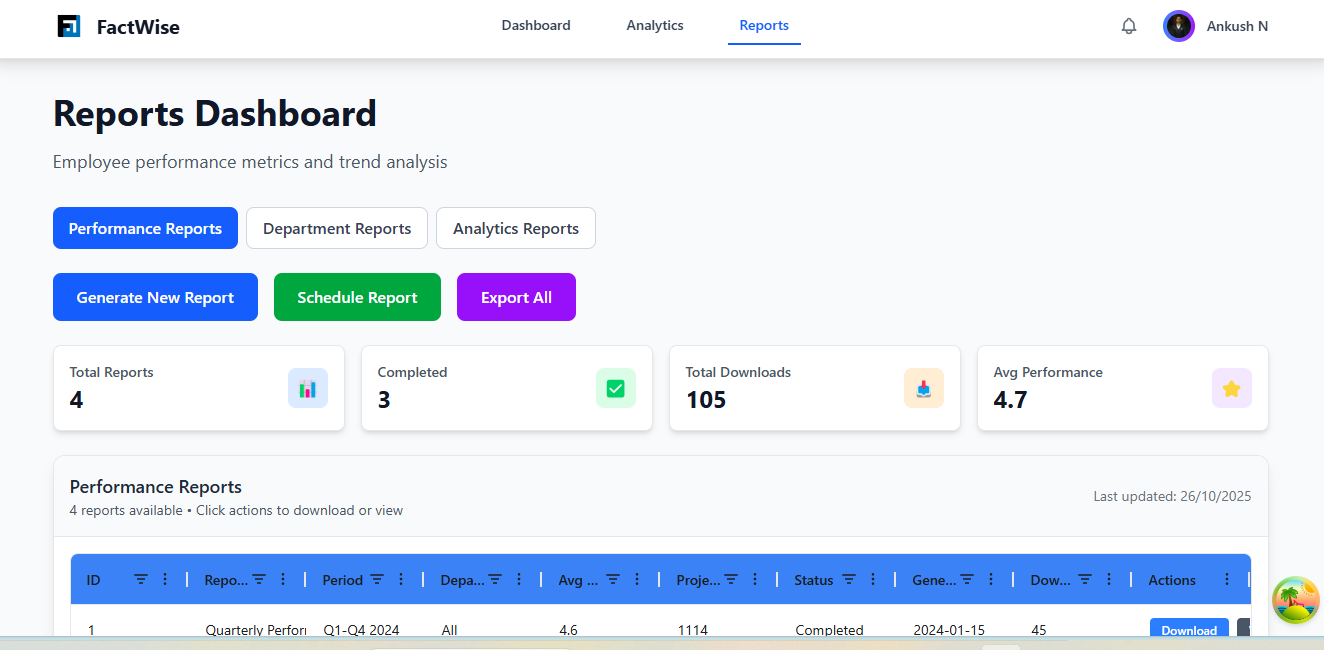 FactWise Dashboard Analytics Reports Ankush N
Reports Dashboard
Employee performance metrics and trend analysis
Performance Reports Department Reports Analytics Reports
Generate New Report Schedule Report Export All
Total Reports Completed Total Downloads Avg Performance
4 3 105 4.7
Performance Reports
4 reports available • Click actions to download or view
Last updated: 26/10/2025
ID Repo... Period Depa... Avg ... Proje... Status Gene... Dow... Actions
1 Quarterly Perfor Q1-Q4 2024 All 4.6 1114 Completed 2024-01-15 45 Download